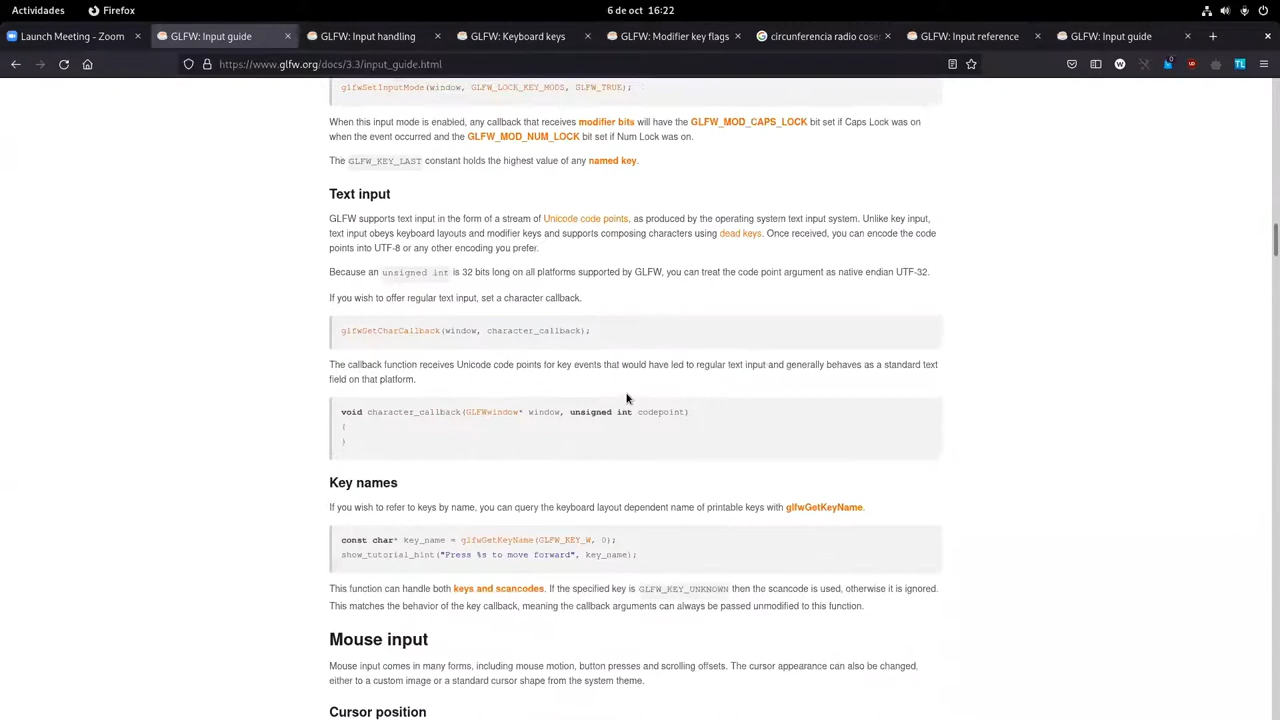 Actividades
Firefox
6 de oct 16:22
Launch Meeting - Zoom
GLFW: Input guide
GLFW: Input handling
GLFW: Keyboard keys
GLFW: Modifier key flags
circunferencia radio cose
GLFW: Input reference
GLFW: Input guide
https://www.glfw.org/docs/3.3/input_guide.html
glfwSetInputMode(window, GLFW_LOCK_KEY_MODS, GLFW_TRUE);
When this input mode is enabled, any callback that receives modifier bits will have the GLFW_MOD_CAPS_LOCK bit set if Caps Lock was on
when the event occurred and the GLFW_MOD_NUM_LOCK bit set if Num Lock was on.
The GLFW_KEY_LAST constant holds the highest value of any named key.
Text input
GLFW supports text input in the form of a stream of Unicode code points, as produced by the operating system text input system. Unlike key input,
text input obeys keyboard layouts and modifier keys and supports composing characters using dead keys. Once received, you can encode the code
points into UTF-8 or any other encoding you prefer.
Because an unsigned int is 32 bits long on all platforms supported by GLFW, you can treat the code point argument as native endian UTF-32.
If you wish to offer regular text input, set a character callback.
glfwSetCharCallback(window, character_callback);
The callback function receives Unicode code points for key events that would have led to regular text input and generally behaves as a standard text
field on that platform.
void character_callback(GLFWwindow* window, unsigned int codepoint)
{
}
Key names
If you wish to refer to keys by name, you can query the keyboard layout dependent name of printable keys with glfwGetKeyName.
const char* key_name = glfwGetKeyName(GLFW_KEY_W, 0);
show_tutorial_hint("Press %s to move forward", key_name);
This function can handle both keys and scancodes. If the specified key is GLFW_KEY_UNKNOWN then the scancode is used, otherwise it is ignored.
This matches the behavior of the key callback, meaning the callback arguments can always be passed unmodified to this function.
Mouse input
Mouse input comes in many forms, including mouse motion, button presses and scrolling offsets. The cursor appearance can also be changed,
either to a custom image or a standard cursor shape from the system theme.
Cursor position